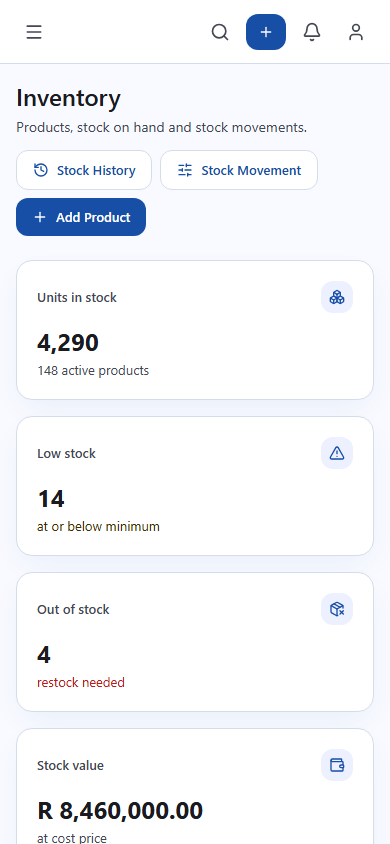 Inventory
Products, stock on hand and stock movements.
Stock History
Stock Movement
Add Product
Units in stock
4,290
148 active products
Low stock
14
at or below minimum
Out of stock
4
restock needed
Stock value
R 8,460,000.00
at cost price